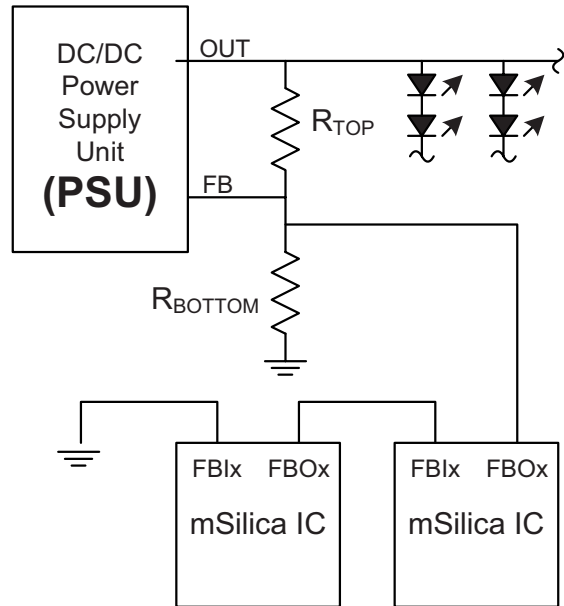 DC/DC
Power
Supply
Unit
(PSU)
OUT
FB
RTOP
RBOTTOM
FBIx FBOx
mSilica IC
FBIx FBOx
mSilica IC